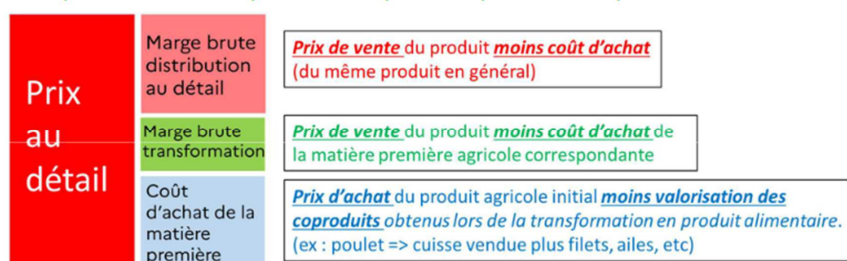 Prix
au
détail
Marge brute
distribution
au détail
Prix de vente du produit moins coût d'achat
(du même produit en général)
Marge brute
transformation
Prix de vente du produit moins coût d'achat de
la matière première agricole correspondante
Coût
d'achat de la
matière
première
Prix d'achat du produit agricole initial moins valorisation des
coproduits obtenus lors de la transformation en produit alimentaire.
(ex : poulet => cuisse vendue plus filets, ailes, etc)